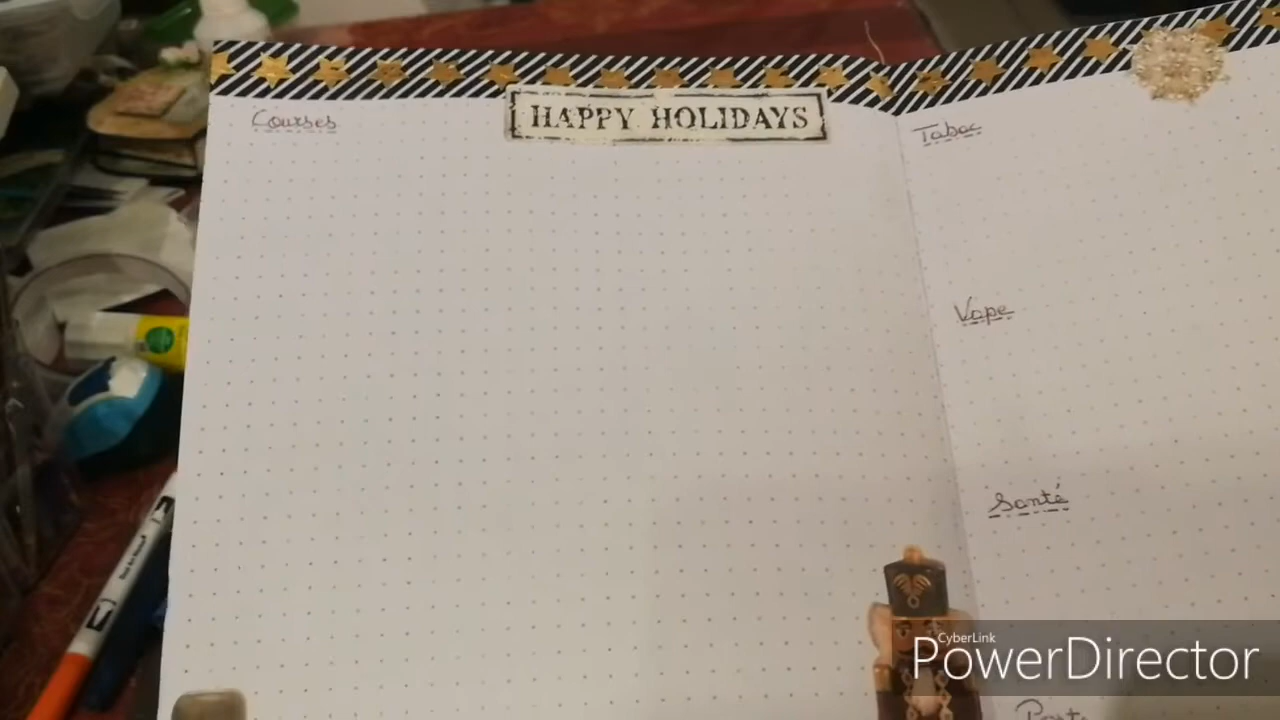 Courses
HAPPY HOLIDAYS
Tabac
Vape
Santé
CyberLink
PowerDirector